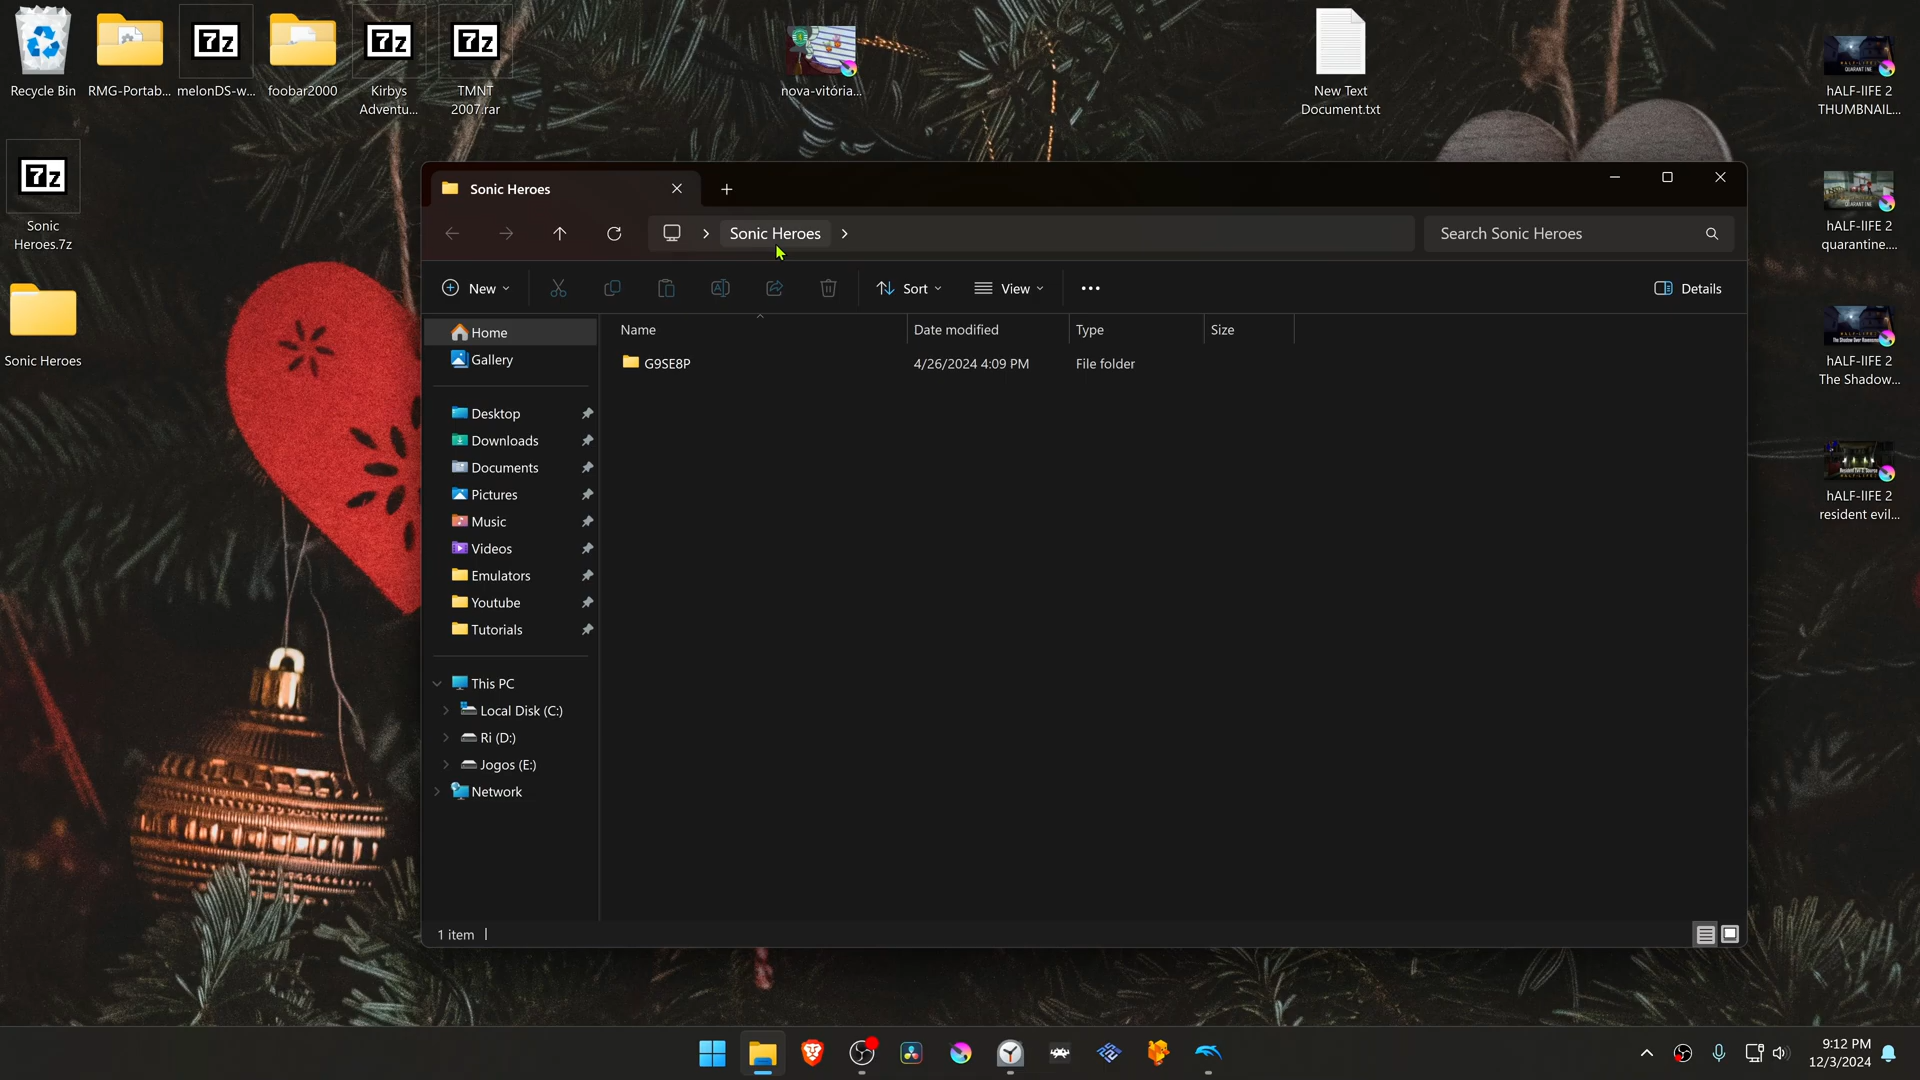 Recycle Bin
RMG-Portab...
melonDS-w...
foobar2000
Kirbys
Adventu...
TMNT
2007.rar
nova-vitória...
New Text
Document.txt
hALF-lIFE 2
THUMBNAIL...
Sonic
Heroes.7z
Sonic Heroes
hALF-lIFE 2
quarantine....
hALF-lIFE 2
The Shadow...
hALF-lIFE 2
resident evil...
Sonic Heroes
Sonic Heroes
Search Sonic Heroes
New
Sort
View
Details
Name
Date modified
Type
Size
G9SE8P
4/26/2024 4:09 PM
File folder
Home
Gallery
Desktop
Downloads
Documents
Pictures
Music
Videos
Emulators
Youtube
Tutorials
This PC
Local Disk (C:)
Ri (D:)
Jogos (E:)
Network
1 item
9:12 PM
12/3/2024